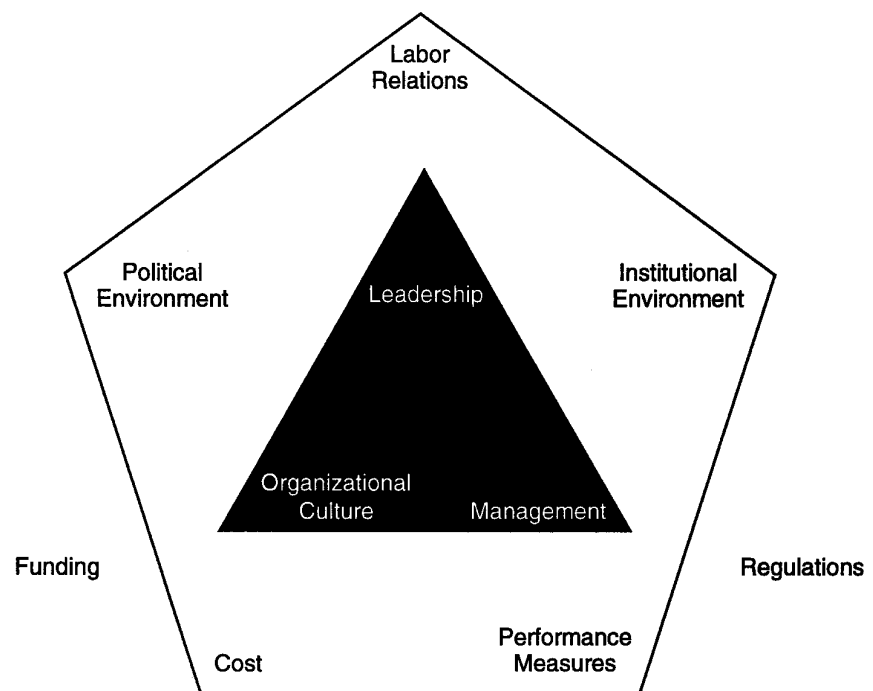 Labor
Relations
Political
Environment
Institutional
Environment
Leadership
Organizational
Culture
Management
Funding
Regulations
Cost
Performance
Measures